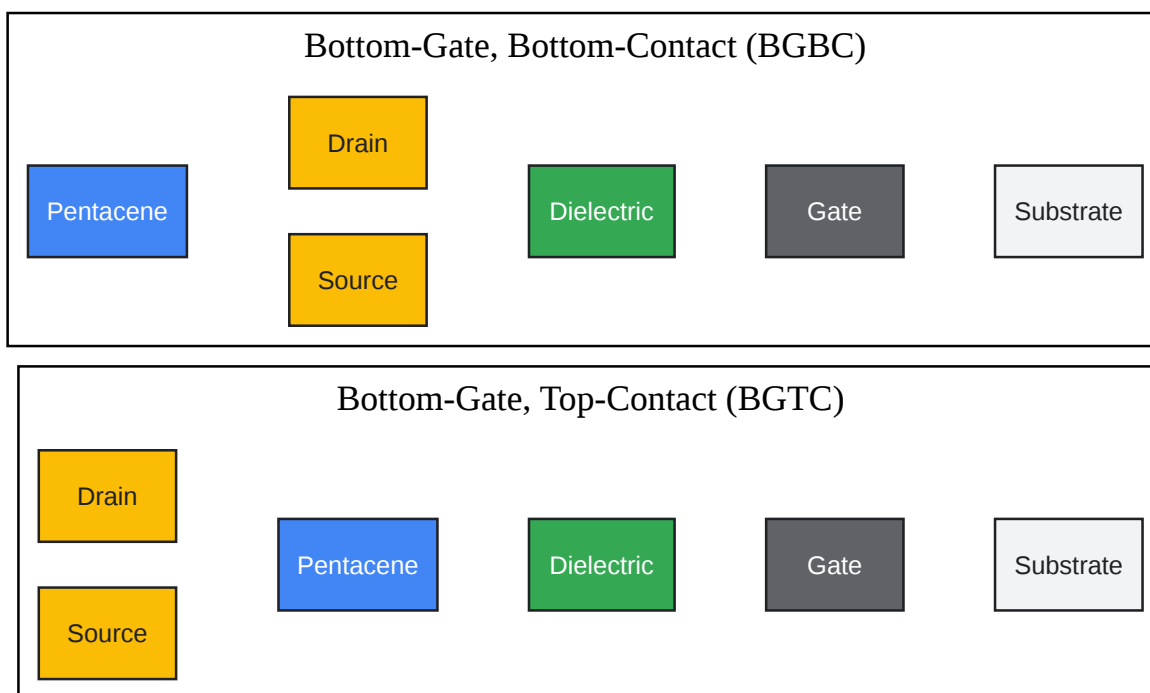 Bottom-Gate, Bottom-Contact (BGBC)
Drain
Pentacene
Dielectric
Gate
Substrate
Source
Bottom-Gate, Top-Contact (BGTC)
Drain
Pentacene
Dielectric
Gate
Substrate
Source